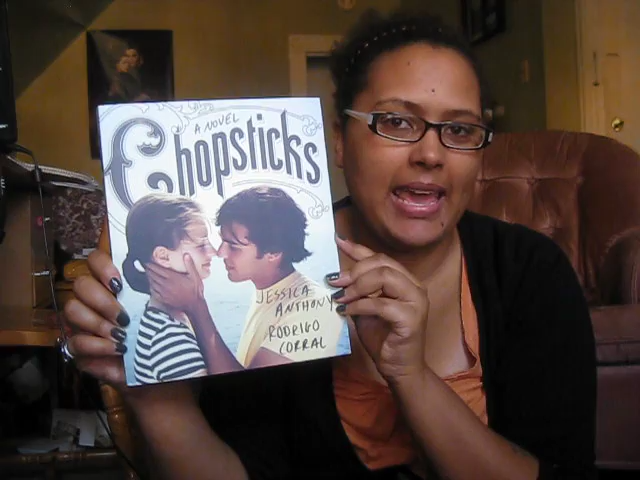 A NOVEL
Chopsticks
JESSICA
ANTHONY
RODRIGO
CORRAL